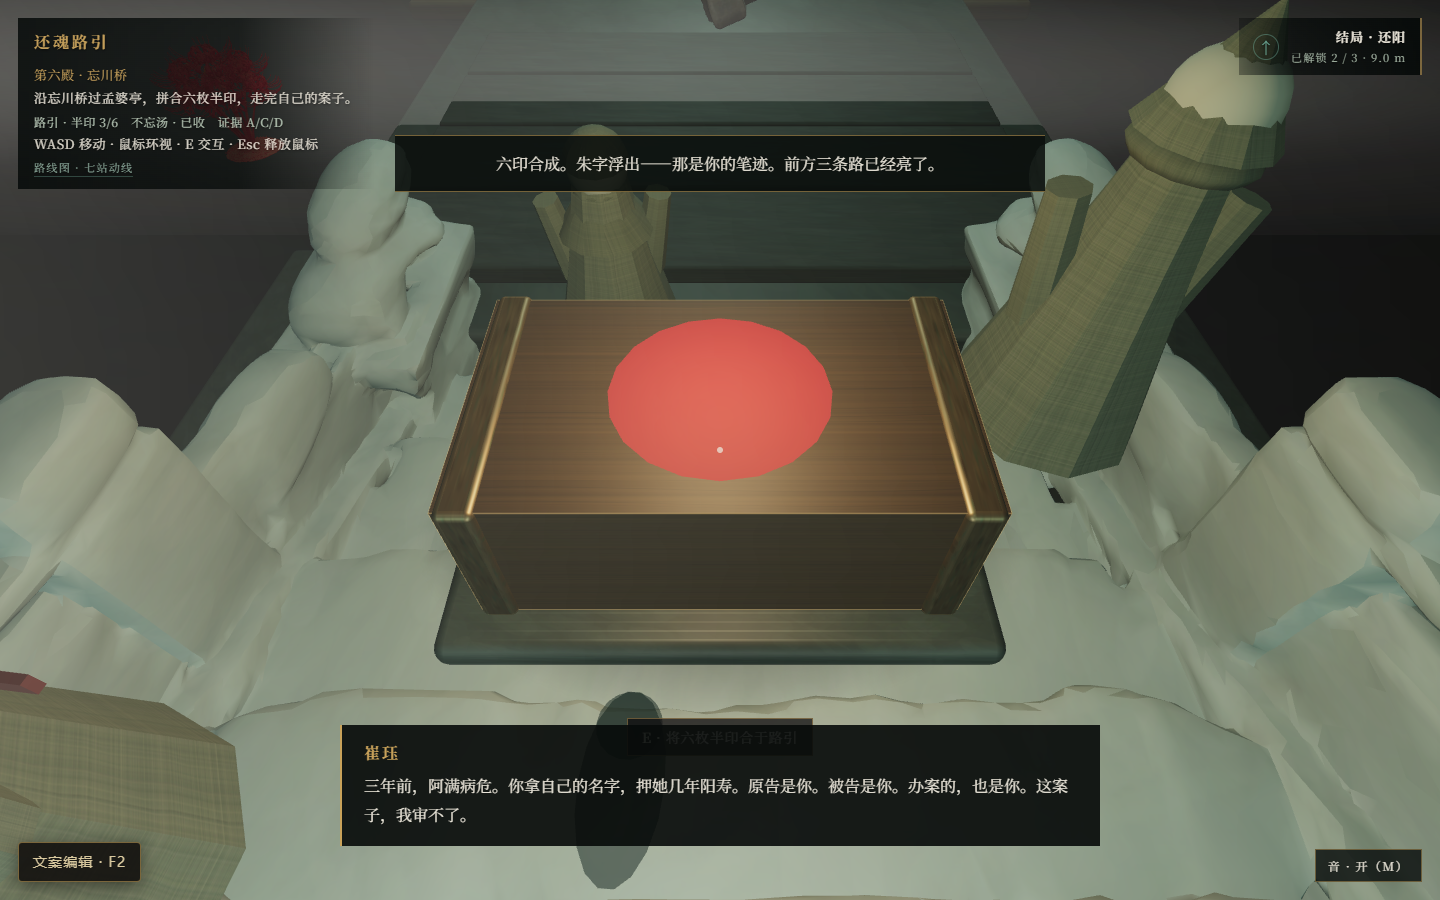 还魂路引
第六殿 · 忘川桥
沿忘川桥过孟婆亭，拼合六枚半印，走完自己的案子。
路引 · 半印 3/6 不忘汤 · 已收 证据 A/C/D
WASD 移动 · 鼠标环视 · E 交互 · Esc 释放鼠标
路线图 · 七站动线
结局 · 还阳
已解锁 2 / 3 · 9.0 m
六印合成。朱字浮出——那是你的笔迹。前方三条路已经亮了。
E · 将六枚半印合于路引
崔珏
三年前，阿满病危。你拿自己的名字，押她几年阳寿。原告是你。被告是你。办案的，也是你。这案
子，我审不了。
文案编辑 · F2
音 · 开（M）